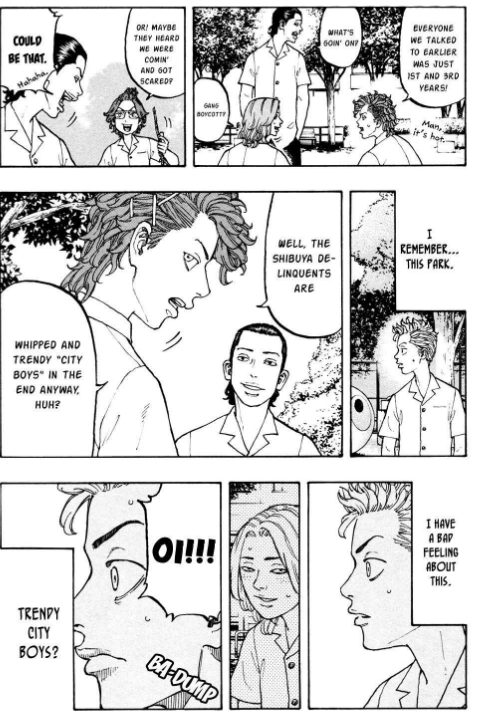 EVERYONE
WE TALKED
TO EARLIER
WAS JUST
1ST AND 3RD
YEARS!
WHAT'S
GOIN' ON?
Man,
it's hot...
GANG
BOYCOTT?
OR! MAYBE
THEY HEARD
WE WERE
COMIN'
AND GOT
SCARED?
COULD
BE THAT.
Hahaha
I
REMEMBER...
THIS PARK.
WELL, THE
SHIBUYA DE-
LINQUENTS
ARE
WHIPPED AND
TRENDY "CITY
BOYS" IN THE
END ANYWAY,
HUH?
I HAVE
A BAD
FEELING
ABOUT
THIS.
OI!!!
BA-DUMP
TRENDY
CITY
BOYS?